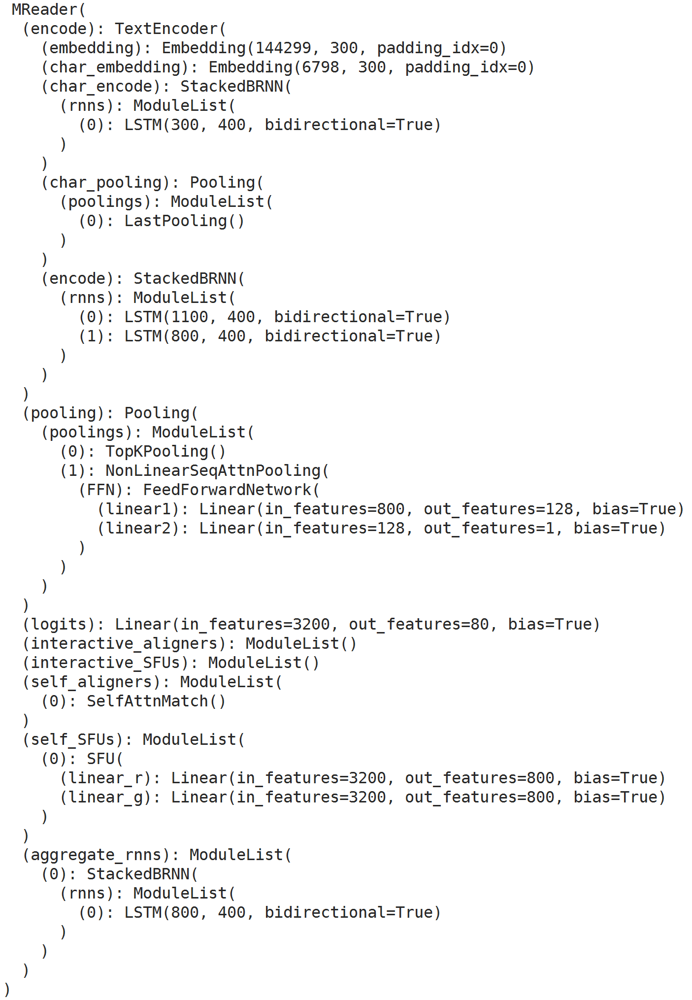 MReader(
  (encode): TextEncoder(
    (embedding): Embedding(144299, 300, padding_idx=0)
    (char_embedding): Embedding(6798, 300, padding_idx=0)
    (char_encode): StackedBRNN(
      (rnns): ModuleList(
        (0): LSTM(300, 400, bidirectional=True)
      )
    )
    (char_pooling): Pooling(
      (poolings): ModuleList(
        (0): LastPooling()
      )
    )
    (encode): StackedBRNN(
      (rnns): ModuleList(
        (0): LSTM(1100, 400, bidirectional=True)
        (1): LSTM(800, 400, bidirectional=True)
      )
    )
  )
  (pooling): Pooling(
    (poolings): ModuleList(
      (0): TopKPooling()
      (1): NonLinearSeqAttnPooling(
        (FFN): FeedForwardNetwork(
          (linear1): Linear(in_features=800, out_features=128, bias=True)
          (linear2): Linear(in_features=128, out_features=1, bias=True)
        )
      )
    )
  )
  (logits): Linear(in_features=3200, out_features=80, bias=True)
  (interactive_aligners): ModuleList()
  (interactive_SFUs): ModuleList()
  (self_aligners): ModuleList(
    (0): SelfAttnMatch()
  )
  (self_SFUs): ModuleList(
    (0): SFU(
      (linear_r): Linear(in_features=3200, out_features=800, bias=True)
      (linear_g): Linear(in_features=3200, out_features=800, bias=True)
    )
  )
  (aggregate_rnns): ModuleList(
    (0): StackedBRNN(
      (rnns): ModuleList(
        (0): LSTM(800, 400, bidirectional=True)
      )
    )
  )
)